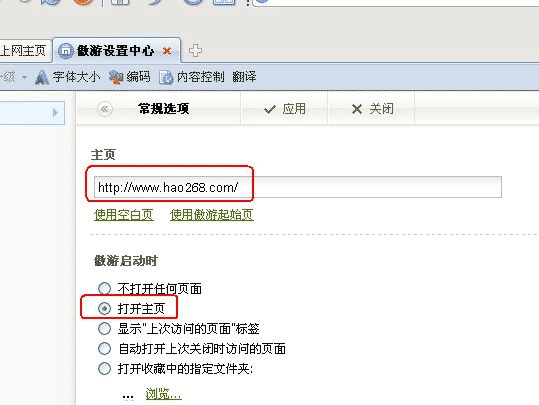 上网主页 傲游设置中心
级 字体大小 编码 内容控制 翻译
常规选项 应用 关闭
主页
http://www.hao268.com/
使用空白页 使用傲游起始页
傲游启动时
不打开任何页面
打开主页
显示"上次访问的页面"标签
自动打开上次关闭时访问的页面
打开收藏中的指定文件夹:
... 浏览...